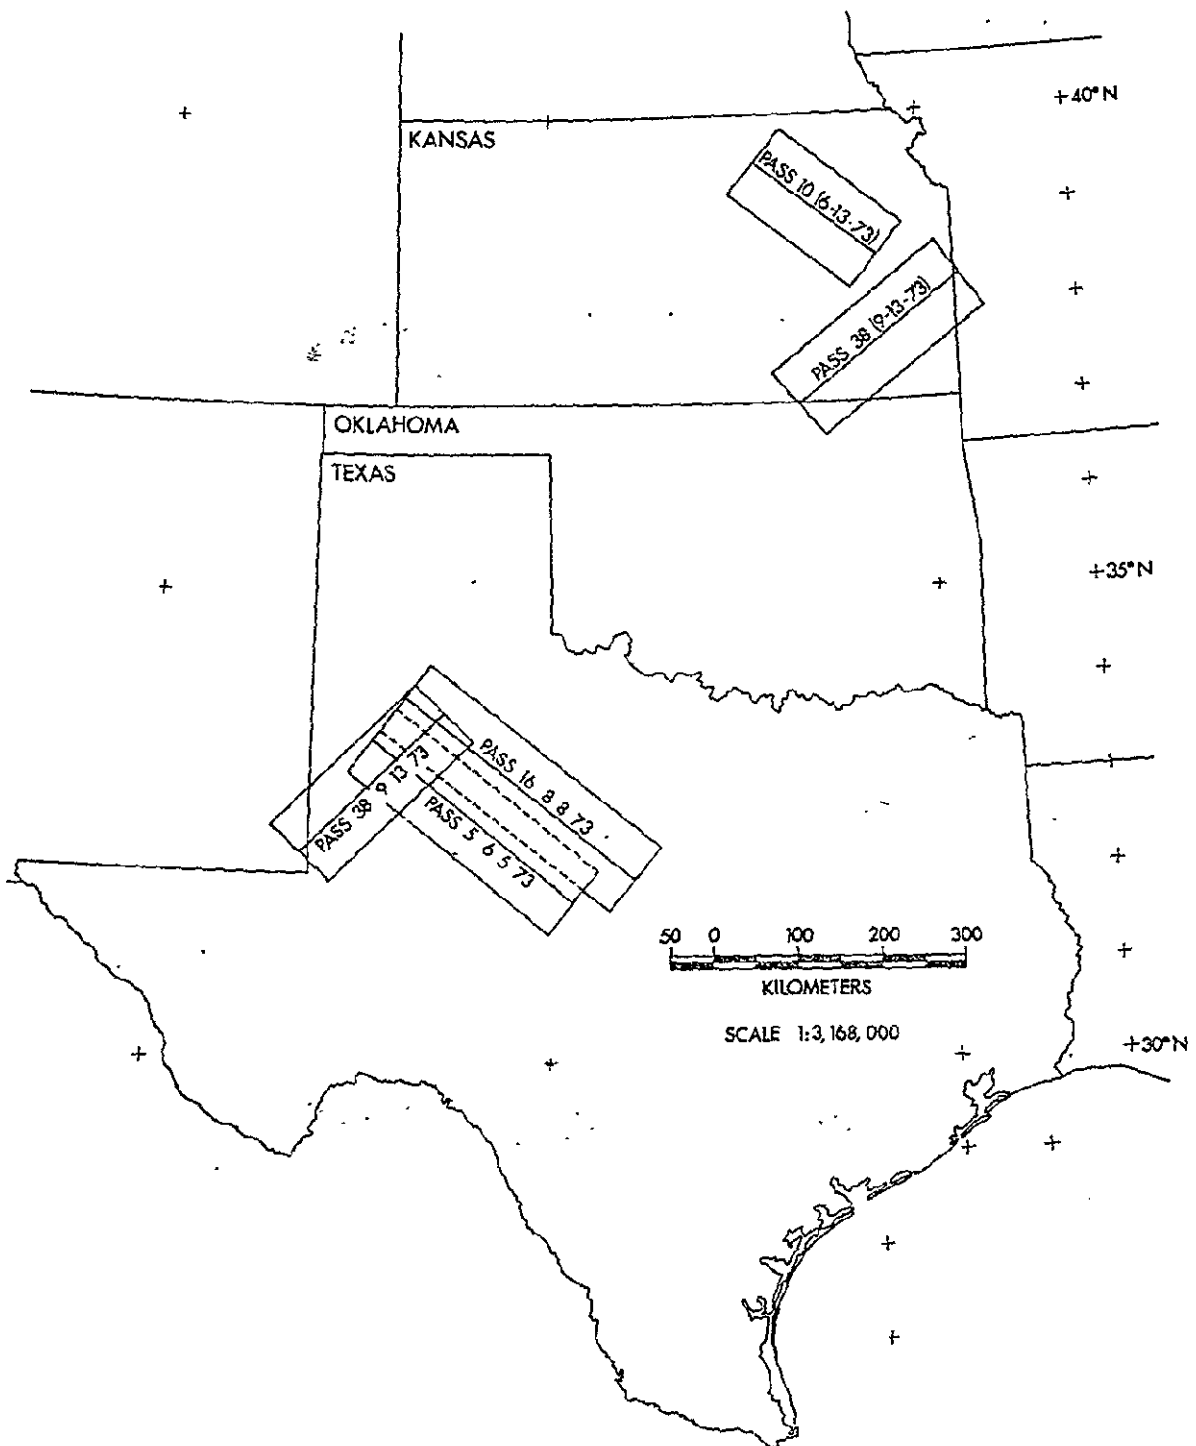 +40°N
KANSAS
PASS 10 (6-13-73)
PASS 38 (9-13-73)
OKLAHOMA
TEXAS
+35°N
PASS 16 8 8 73
PASS 38 9 13 73
PASS 5 6 5 73
50 0 100 200 300
KILOMETERS
SCALE 1:3,168,000
+30°N